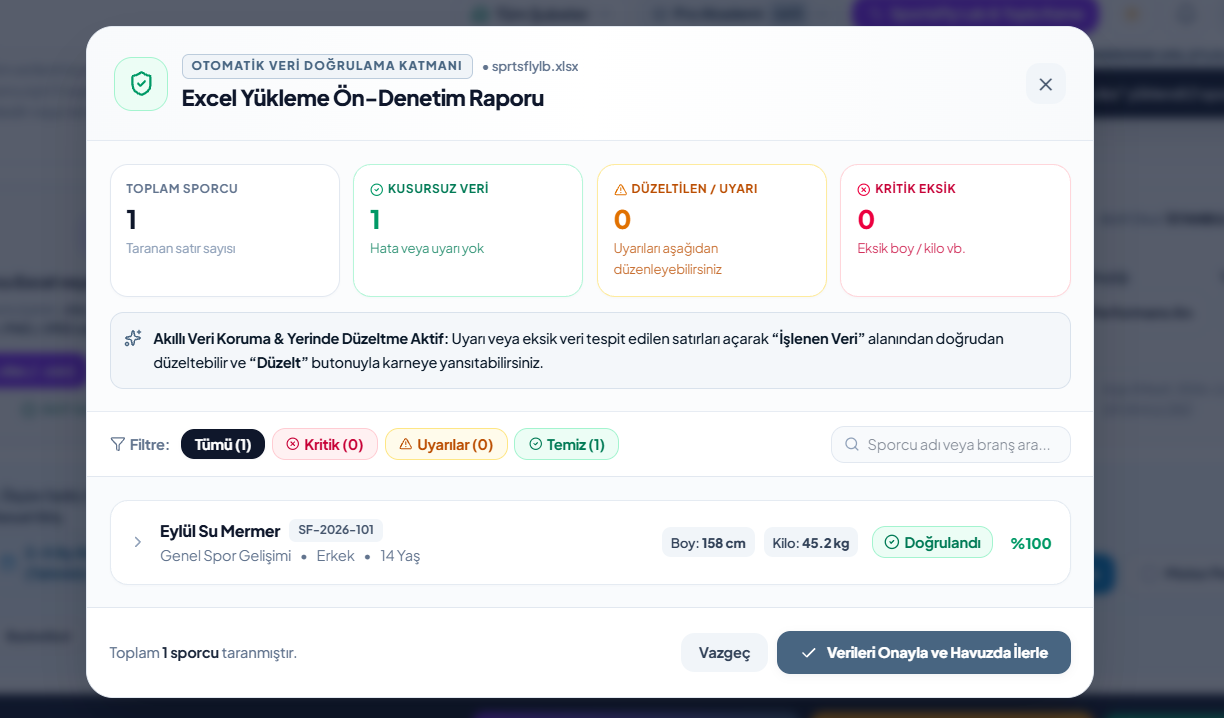 OTOMATİK VERİ DOĞRULAMA KATMANI • sprtsflylb.xlsx
Excel Yükleme Ön-Denetim Raporu
TOPLAM SPORCU
1
Taranan satır sayısı
KUSURSUZ VERİ
1
Hata veya uyarı yok
DÜZELTİLEN / UYARI
0
Uyarıları aşağıdan
düzenleyebilirsiniz
KRİTİK EKSİK
0
Eksik boy / kilo vb.
Akıllı Veri Koruma & Yerinde Düzeltme Aktif: Uyarı veya eksik veri tespit edilen satırları açarak “İşlenen Veri” alanından doğrudan
düzeltebilir ve “Düzelt” butonuyla karneye yansıtabilirsiniz.
Filtre: Tümü (1) Kritik (0) Uyarılar (0) Temiz (1) Sporcu adı veya branş ara...
Eylül Su Mermer SF-2026-101
Genel Spor Gelişimi • Erkek • 14 Yaş
Boy: 158 cm Kilo: 45.2 kg Doğrulandı %100
Toplam 1 sporcu taranmıştır.
Vazgeç Verileri Onayla ve Havuzda İlerle